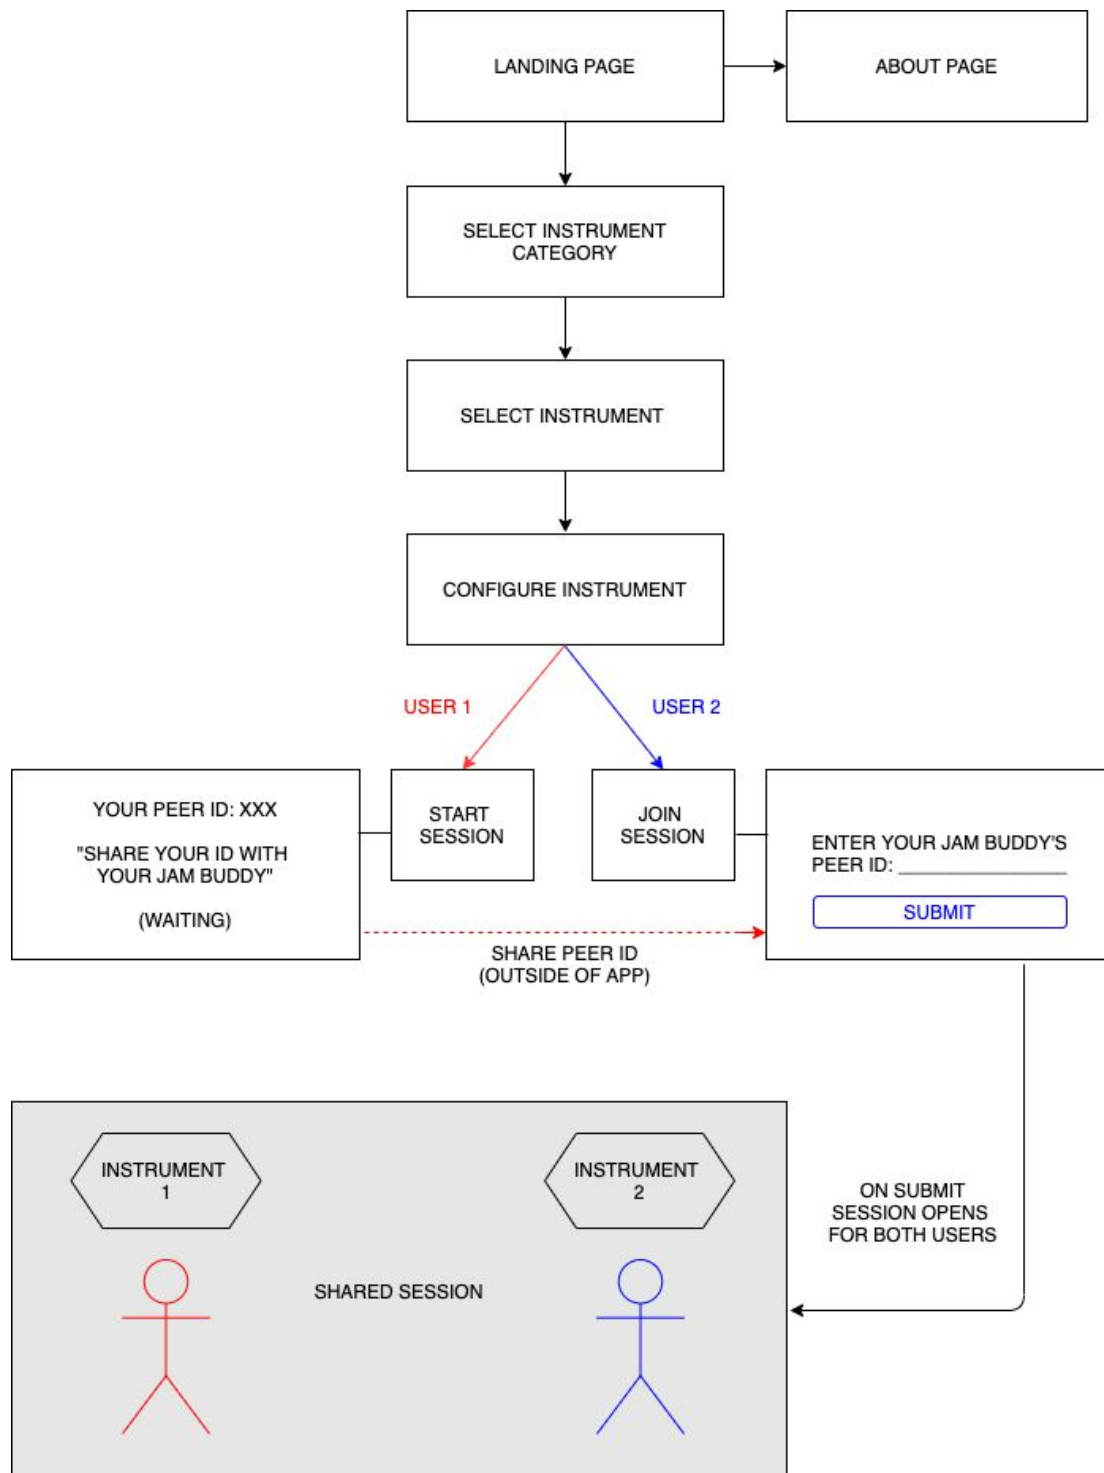 LANDING PAGE
ABOUT PAGE
SELECT INSTRUMENT
CATEGORY
SELECT INSTRUMENT
CONFIGURE INSTRUMENT
USER 1
USER 2
YOUR PEER ID: XXX
"SHARE YOUR ID WITH
YOUR JAM BUDDY"
(WAITING)
START
SESSION
JOIN
SESSION
ENTER YOUR JAM BUDDY'S
PEER ID: _________________
SUBMIT
SHARE PEER ID
(OUTSIDE OF APP)
INSTRUMENT
1
INSTRUMENT
2
ON SUBMIT
SESSION OPENS
FOR BOTH USERS
SHARED SESSION